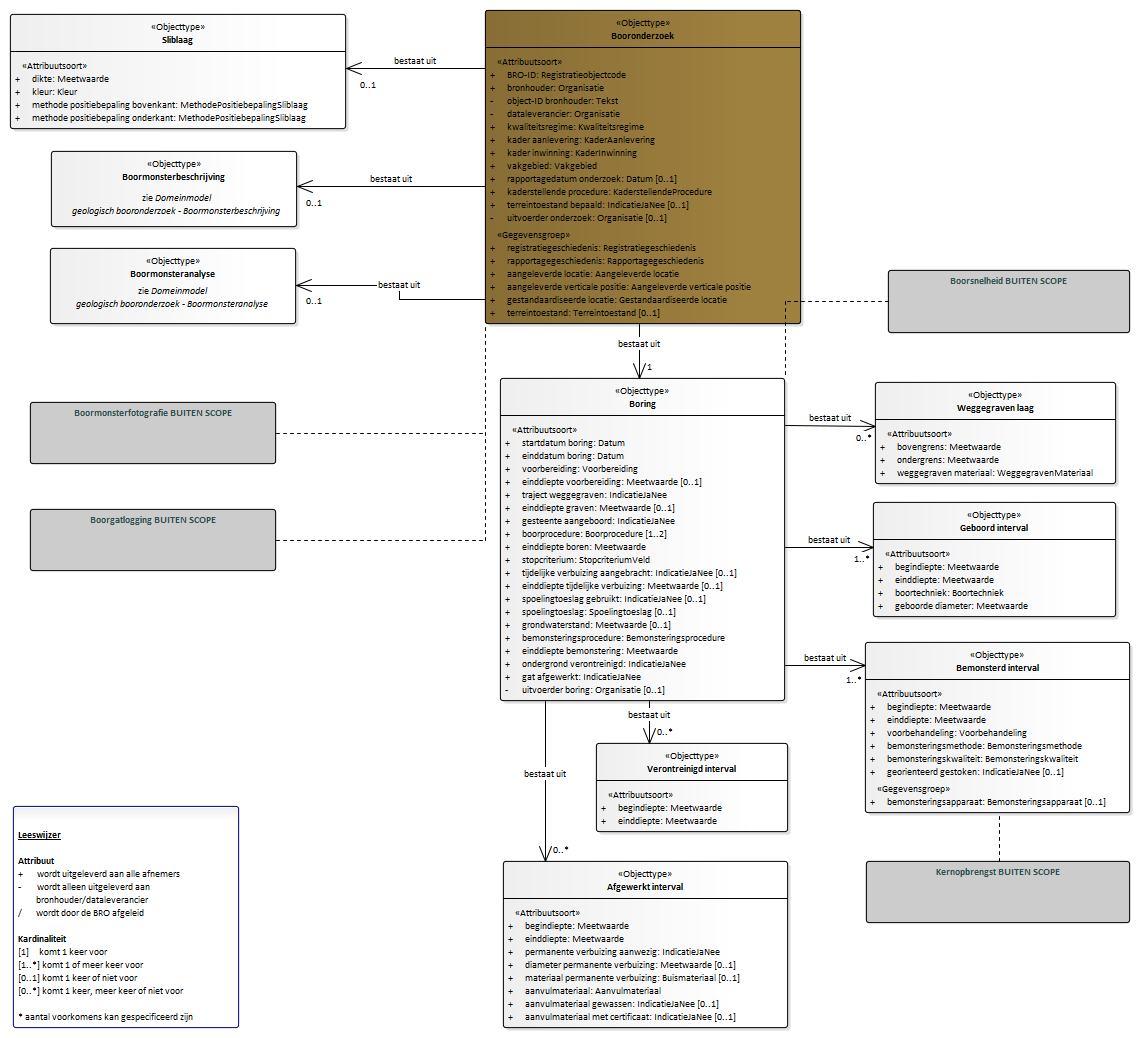 «Objecttype»
Sliblaag
«Attribuutsoort»
+ dikte: Meetwaarde
+ kleur: Kleur
+ methode positiebepaling bovenkant: MethodePositiebepalingSliblaag
+ methode positiebepaling onderkant: MethodePositiebepalingSliblaag
bestaat uit
0..1
«Objecttype»
Booronderzoek
«Attribuutsoort»
+ BRO-ID: Registratieobjectcode
+ bronhouder: Organisatie
- object-ID bronhouder: Tekst
- dataleverancier: Organisatie
+ kwaliteitsregime: Kwaliteitsregime
+ kader aanlevering: KaderAanlevering
+ kader inwinning: KaderInwinning
+ vakgebied: Vakgebied
+ rapportagedatum onderzoek: Datum [0..1]
+ kaderstellende procedure: KaderstellendeProcedure
+ terreintoestand bepaald: IndicatieJaNee [0..1]
- uitvoerder onderzoek: Organisatie [0..1]
«Gegevensgroep»
+ registratiegeschiedenis: Registratiegeschiedenis
+ rapportagegeschiedenis: Rapportagegeschiedenis
+ aangeleverde locatie: Aangeleverde locatie
+ aangeleverde verticale positie: Aangeleverde verticale positie
+ gestandaardiseerde locatie: Gestandaardiseerde locatie
+ terreintoestand: Terreintoestand [0..1]
«Objecttype»
Boormonsterbeschrijving
zie Domeinmodel
geologisch booronderzoek - Boormonsterbeschrijving
bestaat uit
0..1
«Objecttype»
Boormonsteranalyse
zie Domeinmodel
geologisch booronderzoek - Boormonsteranalyse
bestaat uit
0..1
Boorsnelheid BUITEN SCOPE
bestaat uit
1
Boormonsterfotografie BUITEN SCOPE
Boorgatlogging BUITEN SCOPE
«Objecttype»
Boring
«Attribuutsoort»
+ startdatum boring: Datum
+ einddatum boring: Datum
+ voorbereiding: Voorbereiding
+ einddiepte voorbereiding: Meetwaarde [0..1]
+ traject weggegraven: IndicatieJaNee
+ einddiepte graven: Meetwaarde [0..1]
+ gesteente aangeboord: IndicatieJaNee
+ boorprocedure: Boorprocedure [1..2]
+ einddiepte boren: Meetwaarde
+ stopcriterium: StopcriteriumVeld
+ tijdelijke verbuizing aangebracht: IndicatieJaNee [0..1]
+ einddiepte tijdelijke verbuizing: Meetwaarde [0..1]
+ spoelingtoeslag gebruikt: IndicatieJaNee [0..1]
+ spoelingtoeslag: Spoelingtoeslag [0..1]
+ grondwaterstand: Meetwaarde [0..1]
+ bemonsteringsprocedure: Bemonsteringsprocedure
+ einddiepte bemonstering: Meetwaarde
+ ondergrond verontreinigd: IndicatieJaNee
+ gat afgewerkt: IndicatieJaNee
- uitvoerder boring: Organisatie [0..1]
bestaat uit
0..*
«Objecttype»
Weggegraven laag
«Attribuutsoort»
+ bovengrens: Meetwaarde
+ ondergrens: Meetwaarde
+ weggegraven materiaal: WeggegravenMateriaal
bestaat uit
1..*
«Objecttype»
Geboord interval
«Attribuutsoort»
+ begindiepte: Meetwaarde
+ einddiepte: Meetwaarde
+ boortechniek: Boortechniek
+ geboorde diameter: Meetwaarde
bestaat uit
1..*
«Objecttype»
Bemonsterd interval
«Attribuutsoort»
+ begindiepte: Meetwaarde
+ einddiepte: Meetwaarde
+ voorbehandeling: Voorbehandeling
+ bemonsteringsmethode: Bemonsteringsmethode
+ bemonsteringskwaliteit: Bemonsteringskwaliteit
+ georienteerd gestoken: IndicatieJaNee [0..1]
«Gegevensgroep»
+ bemonsteringsapparaat: Bemonsteringsapparaat [0..1]
bestaat uit
0..*
«Objecttype»
Verontreinigd interval
«Attribuutsoort»
+ begindiepte: Meetwaarde
+ einddiepte: Meetwaarde
bestaat uit
0..*
«Objecttype»
Afgewerkt interval
«Attribuutsoort»
+ begindiepte: Meetwaarde
+ einddiepte: Meetwaarde
+ permanente verbuizing aanwezig: IndicatieJaNee
+ diameter permanente verbuizing: Meetwaarde [0..1]
+ materiaal permanente verbuizing: Buismateriaal [0..1]
+ aanvulmateriaal: Aanvulmateriaal
+ aanvulmateriaal gewassen: IndicatieJaNee [0..1]
+ aanvulmateriaal met certificaat: IndicatieJaNee [0..1]
Kernopbrengst BUITEN SCOPE
Leeswijzer
Attribuut
+ wordt uitgeleverd aan alle afnemers
- wordt alleen uitgeleverd aan
bronhouder/dataleverancier
/ wordt door de BRO afgeleid
Kardinaliteit
[1] komt 1 keer voor
[1..*] komt 1 of meer keer voor
[0..1] komt 1 keer of niet voor
[0..*] komt 1 keer, meer keer of niet voor
* aantal voorkomens kan gespecificeerd zijn